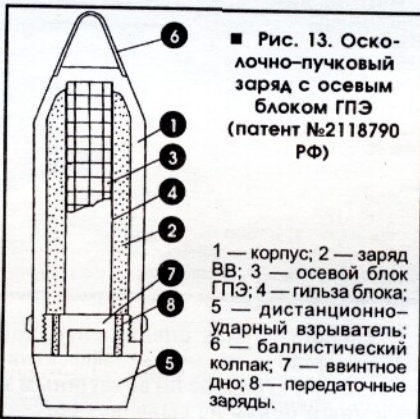 ■ Рис. 13. Оско-
лочно-пучковый
заряд с осевым
блоком ГПЭ
(патент №2118790
РФ)
6
1
3
4
2
7
8
5
1 — корпус; 2 — заряд
ВВ; 3 — осевой блок
ГПЭ; 4 — гильза блока;
5 — дистанционно-
ударный взрыватель;
6 — баллистический
колпак; 7 — ввинтное
дно; 8 — передаточные
заряды.